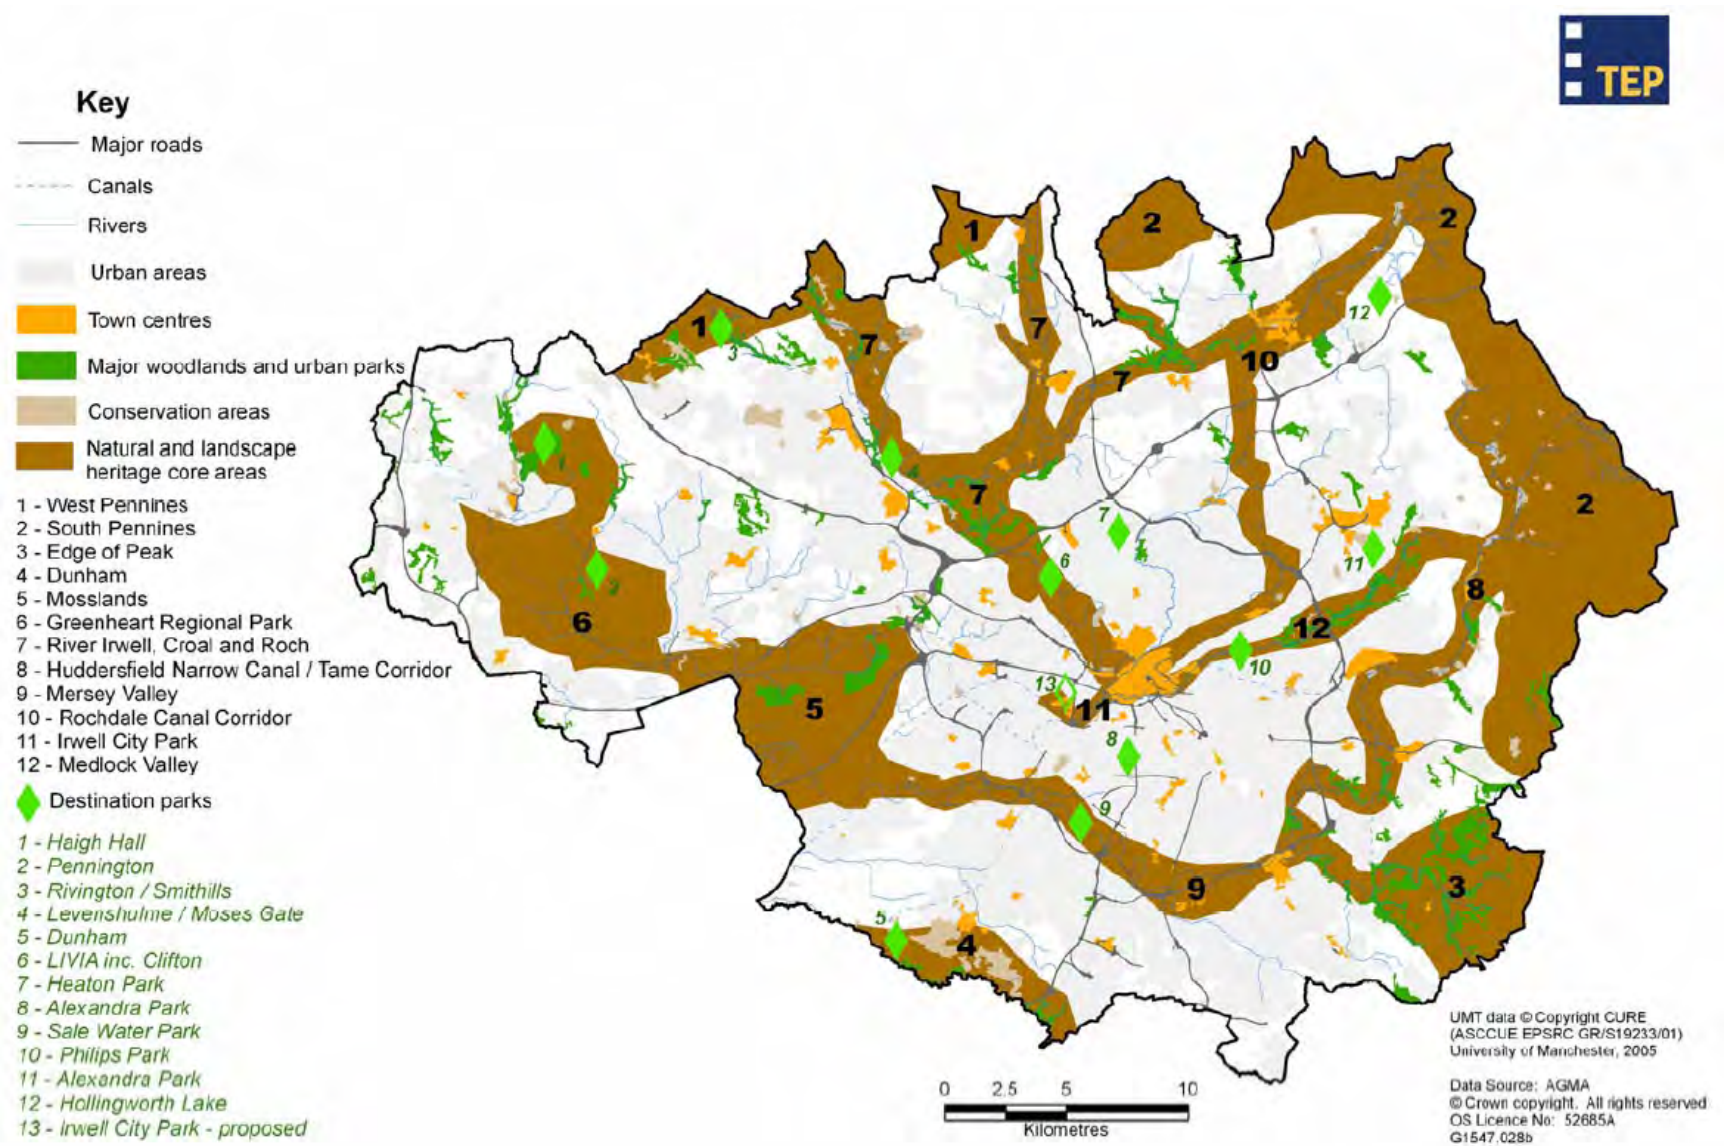 TEP
Key
Major roads
Canals
Rivers
Urban areas
Town centres
Major woodlands and urban parks
Conservation areas
Natural and landscape
heritage core areas
1 - West Pennines
2 - South Pennines
3 - Edge of Peak
4 - Dunham
5 - Mosslands
6 - Greenheart Regional Park
7 - River Irwell, Croal and Roch
8 - Huddersfield Narrow Canal / Tame Corridor
9 - Mersey Valley
10 - Rochdale Canal Corridor
11 - Irwell City Park
12 - Medlock Valley
Destination parks
1 - Haigh Hall
2 - Pennington
3 - Rivington / Smithills
4 - Levenshulme / Moses Gate
5 - Dunham
6 - LIVIA inc. Clifton
7 - Heaton Park
8 - Alexandra Park
9 - Sale Water Park
10 - Philips Park
11 - Alexandra Park
12 - Hollingworth Lake
13 - Irwell City Park - proposed
1
2
2
12
1
3
7
7
10
7
1
4
7
7
2
6
11
2
8
6
12
10
13
11
5
8
9
9
3
5
4
0 2.5 5 10
Kilometres
UMT data © Copyright CURE
(ASCCUE EPSRC GR/S19233/01)
University of Manchester, 2005
Data Source: AGMA
© Crown copyright. All rights reserved
OS Licence No: 52685A
G1547.028b